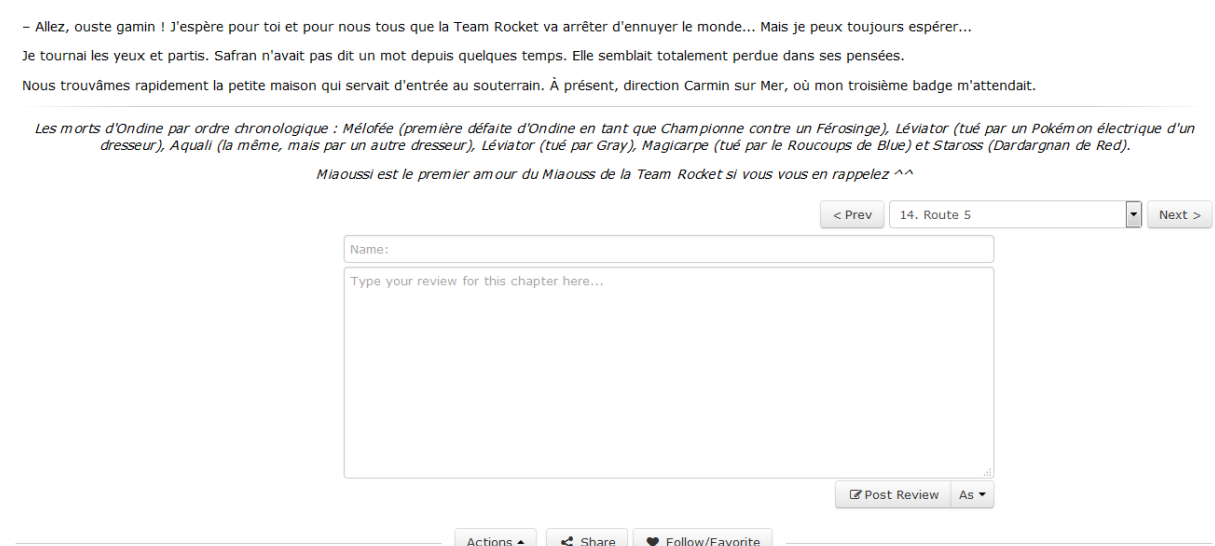 – Allez, ouste gamin ! J'espère pour toi et pour nous tous que la Team Rocket va arrêter d'ennuyer le monde... Mais je peux toujours espérer...
Je tournai les yeux et partis. Safran n'avait pas dit un mot depuis quelques temps. Elle semblait totalement perdue dans ses pensées.
Nous trouvâmes rapidement la petite maison qui servait d'entrée au souterrain. À présent, direction Carmin sur Mer, où mon troisième badge m'attendait.
Les morts d'Ondine par ordre chronologique : Mélofée (première défaite d'Ondine en tant que Championne contre un Férosinge), Léviator (tué par un Pokémon électrique d'un
dresseur), Aquali (la même, mais par un autre dresseur), Léviator (tué par Gray), Magicarpe (tué par le Roucoups de Blue) et Staross (Dardargnan de Red).
Miaoussi est le premier amour du Miaouss de la Team Rocket si vous vous en rappelez ^^
< Prev 14. Route 5 Next >
Name:
Type your review for this chapter here...
Post Review As
Actions Share Follow/Favorite